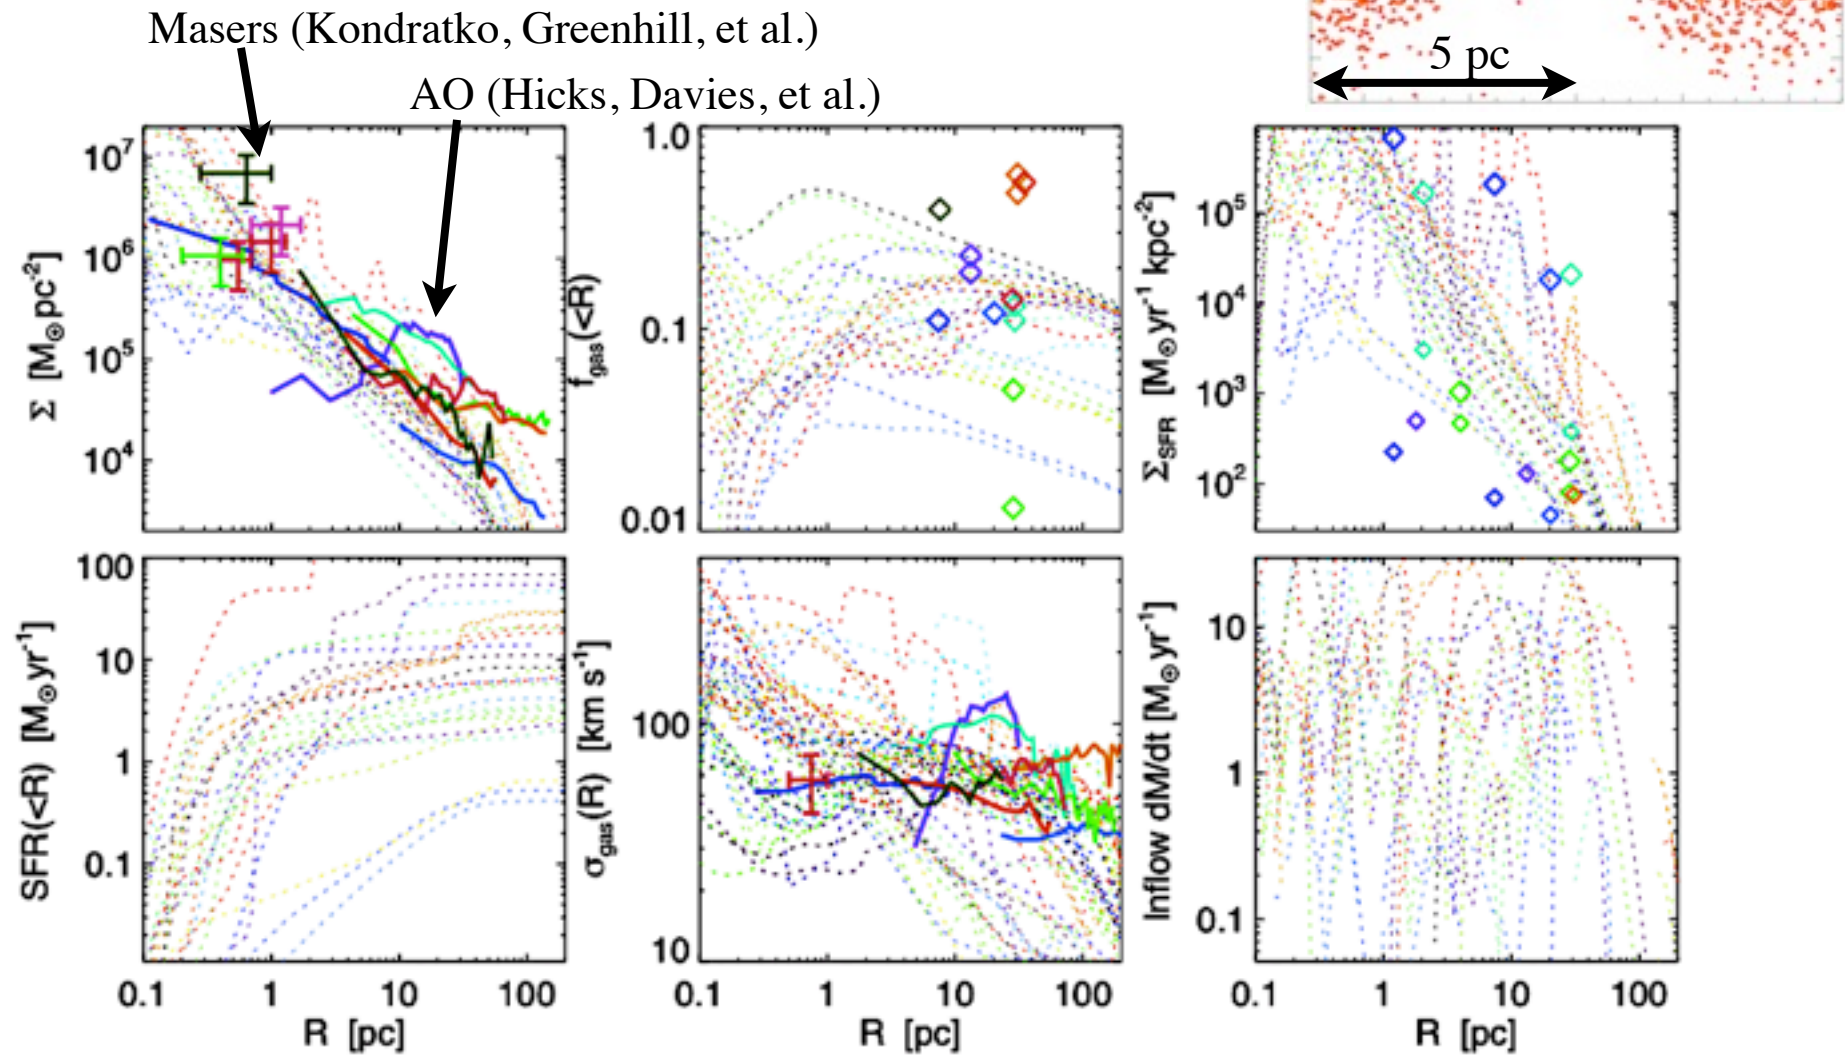 Masers (Kondratko, Greenhill, et al.)
AO (Hicks, Davies, et al.)
5 pc
Σ [M⊙pc⁻²]
10⁷
10⁶
10⁵
10⁴
f_gas(<R)
1.0
0.1
0.01
Σ_SFR [M⊙yr⁻¹ kpc⁻²]
10⁵
10⁴
10³
10²
SFR(<R) [M⊙yr⁻¹]
100
10
1
0.1
σ_gas(R) [km s⁻¹]
100
10
Inflow dM/dt [M⊙yr⁻¹]
10
1
0.1
0.1 1 10 100
0.1 1 10 100
0.1 1 10 100
R [pc]
R [pc]
R [pc]